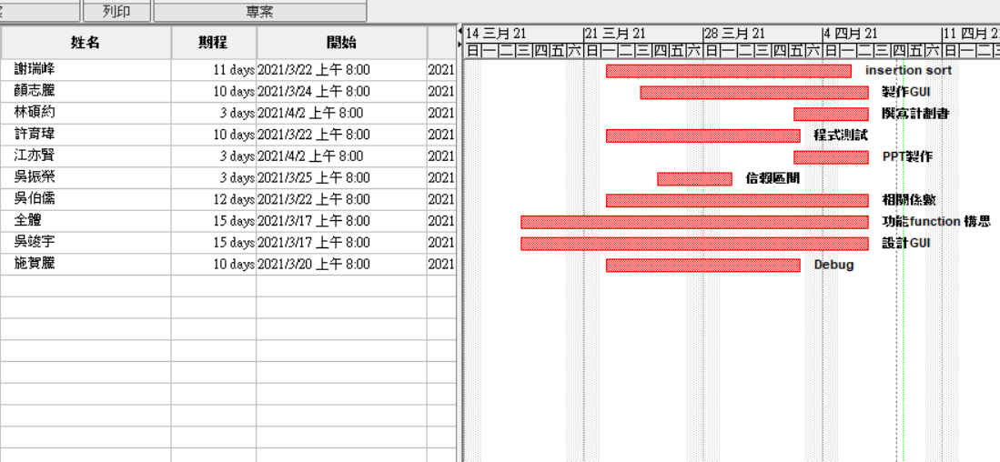 列印 專案
姓名 期程 開始
14 三月 21 21 三月 21 28 三月 21 4 四月 21 11 四月
日一二三四五六日一二三四五六日一二三四五六日一二三四五六日一二三
謝瑞峰 11 days 2021/3/22 上午 8:00 2021 insertion sort
顏志騰 10 days 2021/3/24 上午 8:00 2021 製作GUI
林碩約 3 days 2021/4/2 上午 8:00 2021 撰寫計劃書
許育瑋 10 days 2021/3/22 上午 8:00 2021 程式測試
江亦賢 3 days 2021/4/2 上午 8:00 2021 PPT製作
吳振榮 3 days 2021/3/25 上午 8:00 2021 信賴區間
吳伯儒 12 days 2021/3/22 上午 8:00 2021 相關係數
全體 15 days 2021/3/17 上午 8:00 2021 功能function 構思
吳竣宇 15 days 2021/3/17 上午 8:00 2021 設計GUI
施賀騰 10 days 2021/3/20 上午 8:00 2021 Debug